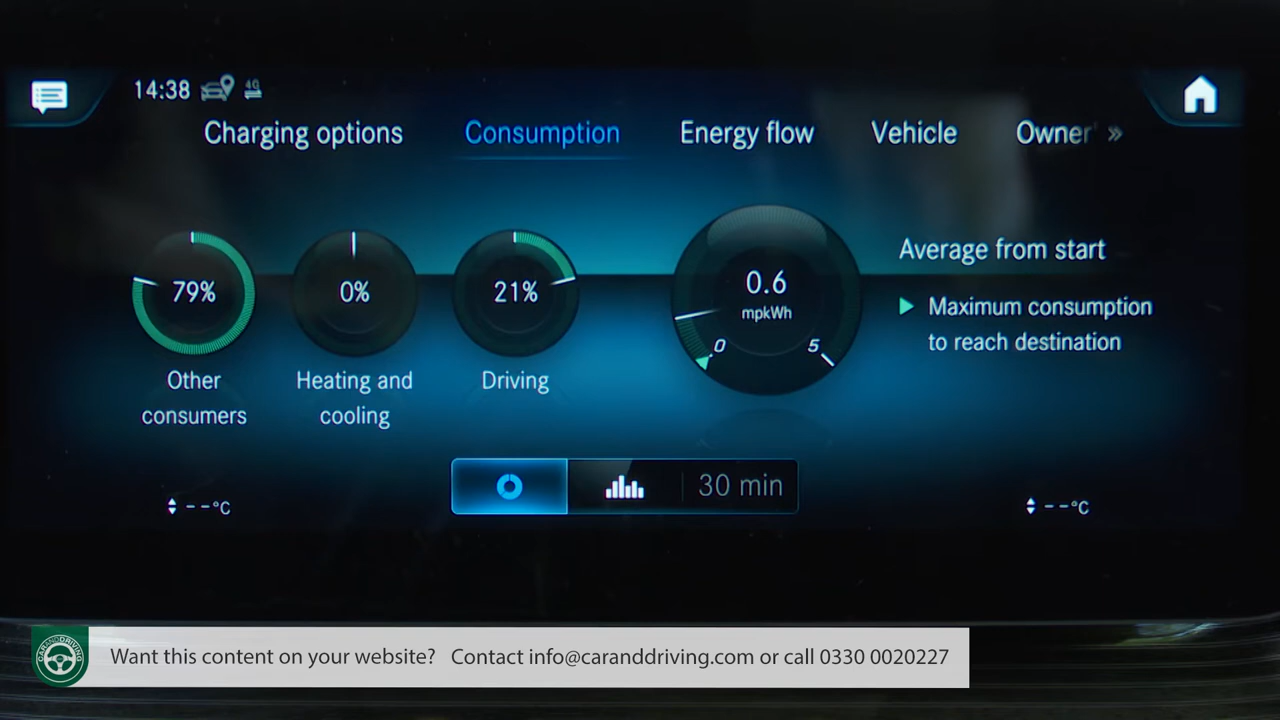 14:38
4G
Charging options
Consumption
Energy flow
Vehicle
Owner
79%
0%
21%
Other
consumers
Heating and
cooling
Driving
0.6
mpkWh
0
5
Average from start
Maximum consumption
to reach destination
30 min
--°C
--°C
CARANDDRIVING
Want this content on your website? Contact info@caranddriving.com or call 0330 0020227